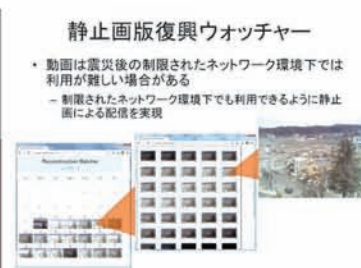 静止画版復興ウォッチャー
• 動画は震災後の制限されたネットワーク環境下では
利用が難しい場合がある
– 制限されたネットワーク環境下でも利用できるように静止
画による配信を実現
Reconstruction Watcher